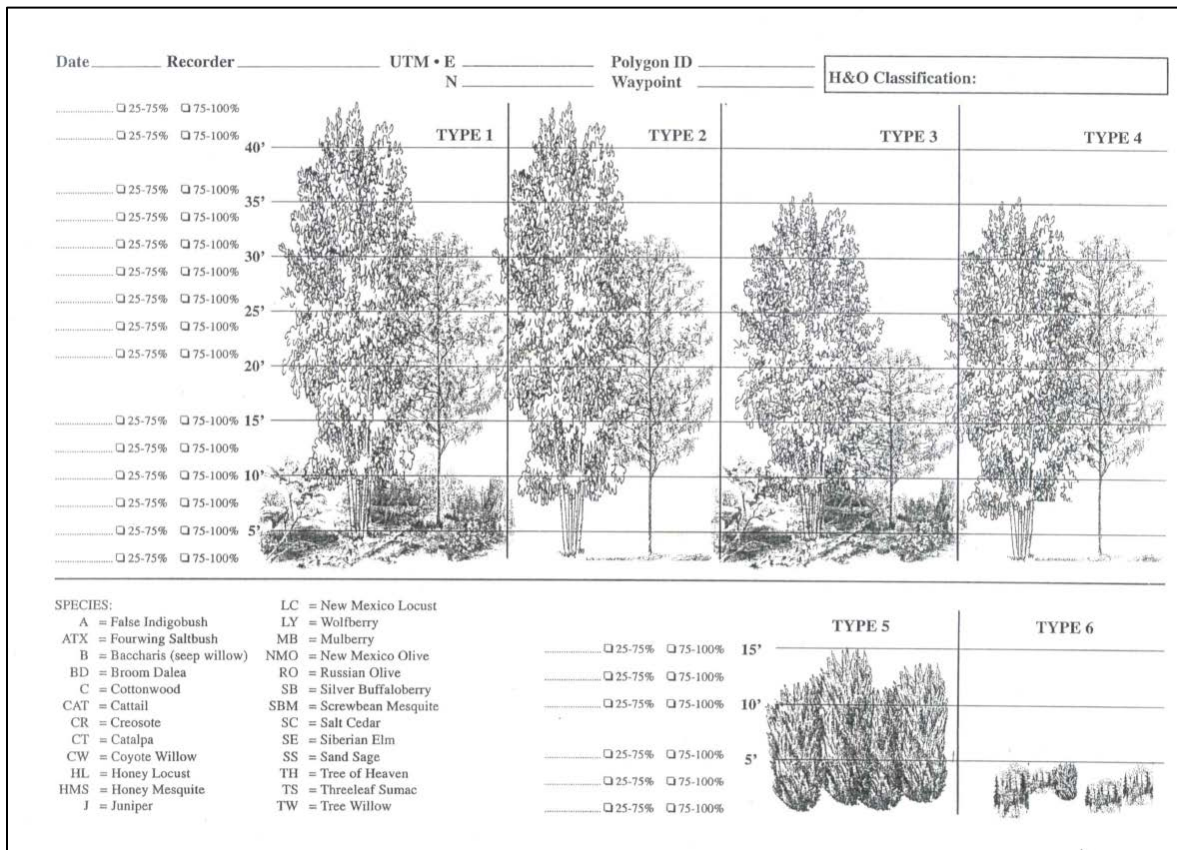 Date Recorder UTM • E Polygon ID
N Waypoint H&O Classification:
25-75% 75-100%
25-75% 75-100%
TYPE 1 TYPE 2 TYPE 3 TYPE 4
40'
25-75% 75-100%
35'
25-75% 75-100%
25-75% 75-100%
30'
25-75% 75-100%
25-75% 75-100%
25'
25-75% 75-100%
25-75% 75-100%
20'
25-75% 75-100% 15'
25-75% 75-100%
25-75% 75-100% 10'
25-75% 75-100%
25-75% 75-100% 5'
25-75% 75-100%
SPECIES:
A = False Indigobush
ATX = Fourwing Saltbush
B = Baccharis (seep willow)
BD = Broom Dalea
C = Cottonwood
CAT = Cattail
CR = Creosote
CT = Catalpa
CW = Coyote Willow
HL = Honey Locust
HMS = Honey Mesquite
J = Juniper
LC = New Mexico Locust
LY = Wolfberry
MB = Mulberry
NMO = New Mexico Olive
RO = Russian Olive
SB = Silver Buffaloberry
SBM = Screwbean Mesquite
SC = Salt Cedar
SE = Siberian Elm
SS = Sand Sage
TH = Tree of Heaven
TS = Threeleaf Sumac
TW = Tree Willow
TYPE 5 TYPE 6
25-75% 75-100% 15'
25-75% 75-100%
25-75% 75-100% 10'
25-75% 75-100% 5'
25-75% 75-100%
25-75% 75-100%